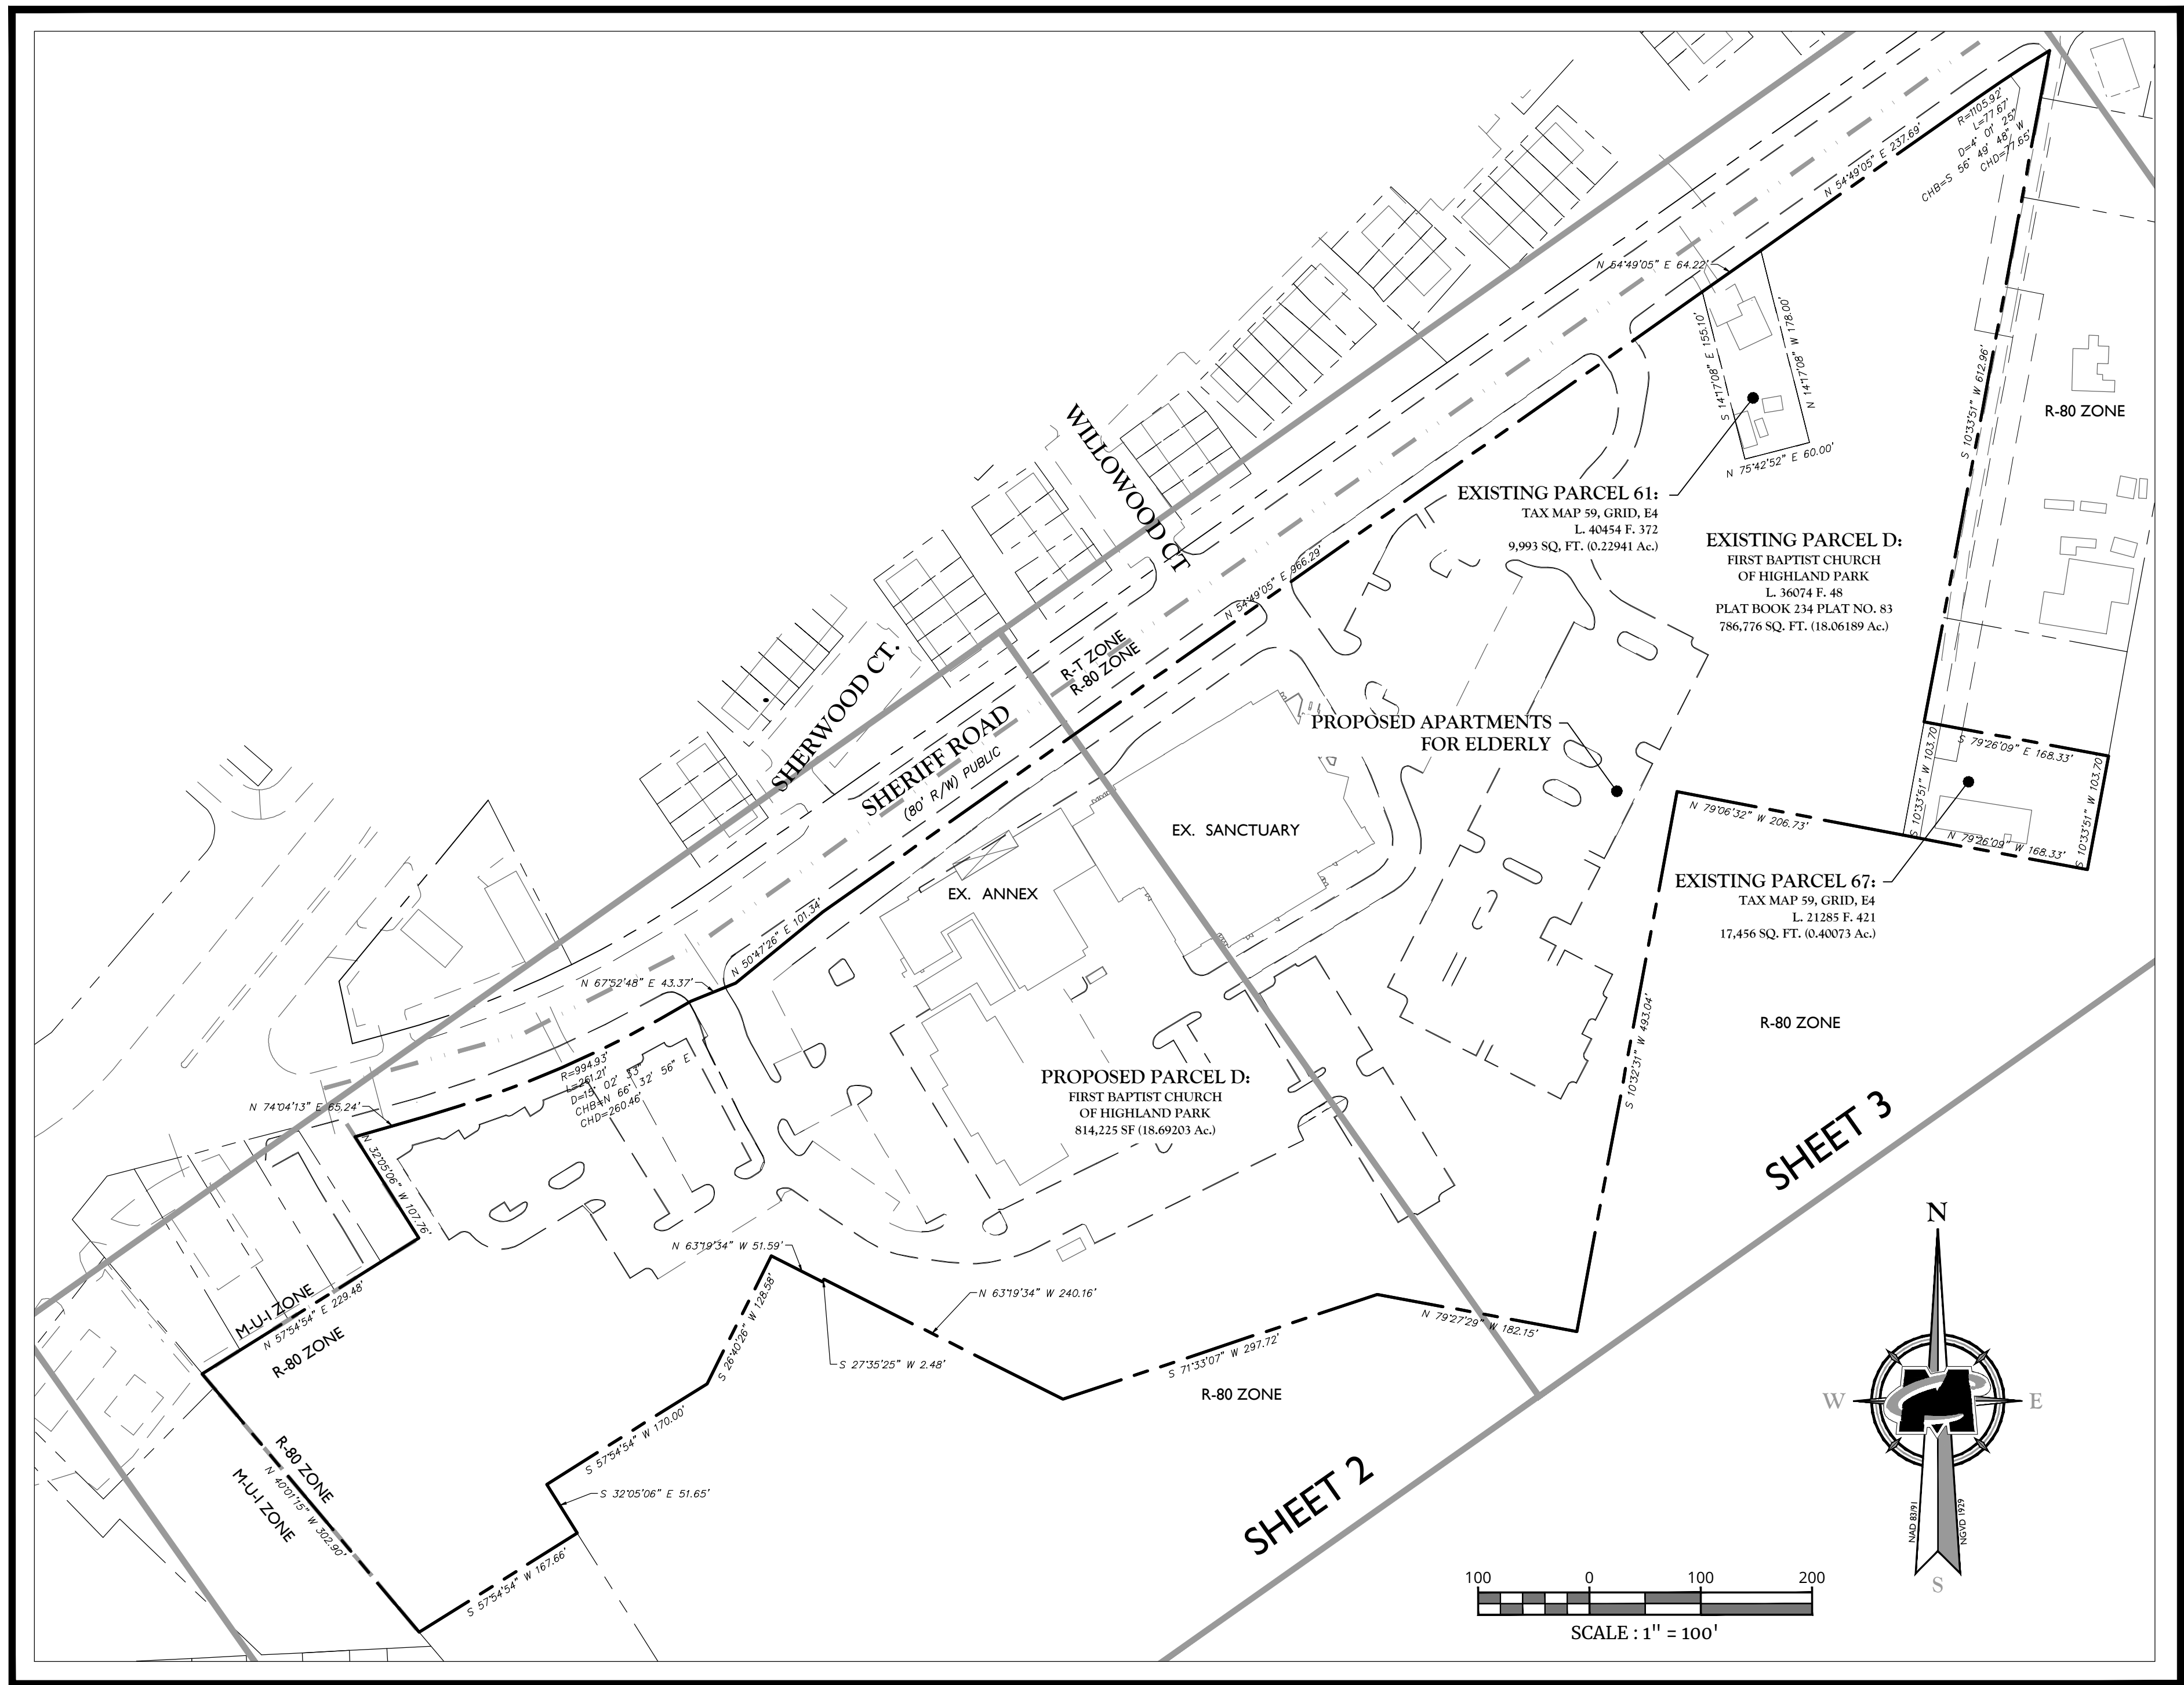 R=1105.92'
L=77.67'
D=4° 01' 25"
CHB=S 56° 49' 48" W
CHD=77.65'
N 54°49'05" E 237.69'
N 54°49'05" E 64.22'
S 14°17'08" E 155.10'
N 14°17'08" W 178.00'
N 75°42'52" E 60.00'
S 10°33'51" W 612.96'
R-80 ZONE
WILLOWOOD CT
EXISTING PARCEL 61:
TAX MAP 59, GRID, E4
L. 40454 F. 372
9,993 SQ, FT. (0.22941 Ac.)
EXISTING PARCEL D:
FIRST BAPTIST CHURCH
OF HIGHLAND PARK
L. 36074 F. 48
PLAT BOOK 234 PLAT NO. 83
786,776 SQ. FT. (18.06189 Ac.)
N 54°49'05" E 966.29'
R-T ZONE
R-80 ZONE
SHERWOOD CT.
SHERIFF ROAD
(80' R/W) PUBLIC
PROPOSED APARTMENTS
FOR ELDERLY
S 10°33'51" W 103.70
S 79°26'09" E 168.33'
S 10°33'51" W 103.70
N 79°26'09" W 168.33'
N 79°06'32" W 206.73'
EX. SANCTUARY
EX. ANNEX
EXISTING PARCEL 67:
TAX MAP 59, GRID, E4
L. 21285 F. 421
17,456 SQ. FT. (0.40073 Ac.)
N 50°47'26" E 101.34'
N 67°52'48" E 43.37'
R-80 ZONE
S 10°32'31" W 493.04'
R=994.93'
L=261.21'
D=15° 02' 33"
CHB=N 66° 32' 56" E
CHD=260.46'
N 74°04'13" E 65.24'
PROPOSED PARCEL D:
FIRST BAPTIST CHURCH
OF HIGHLAND PARK
814,225 SF (18.69203 Ac.)
N 32°05'06" W 107.76'
SHEET 3
N
N 63°19'34" W 51.59'
S 26°40'26" W 128.58'
N 63°19'34" W 240.16'
M-U-I ZONE
N 57°54'54" E 229.48'
R-80 ZONE
N 79°27'29" W 182.15'
S 27°35'25" W 2.48'
S 71°33'07" W 297.72'
R-80 ZONE
W
E
S 57°54'54" W 170.00'
R-80 ZONE
N 40°01'15" W 302.90'
M-U-I ZONE
S 32°05'06" E 51.65'
SHEET 2
NAD 83/91
NGVD 1929
S 57°54'54" W 167.66'
S
100 0 100 200
SCALE : 1" = 100'